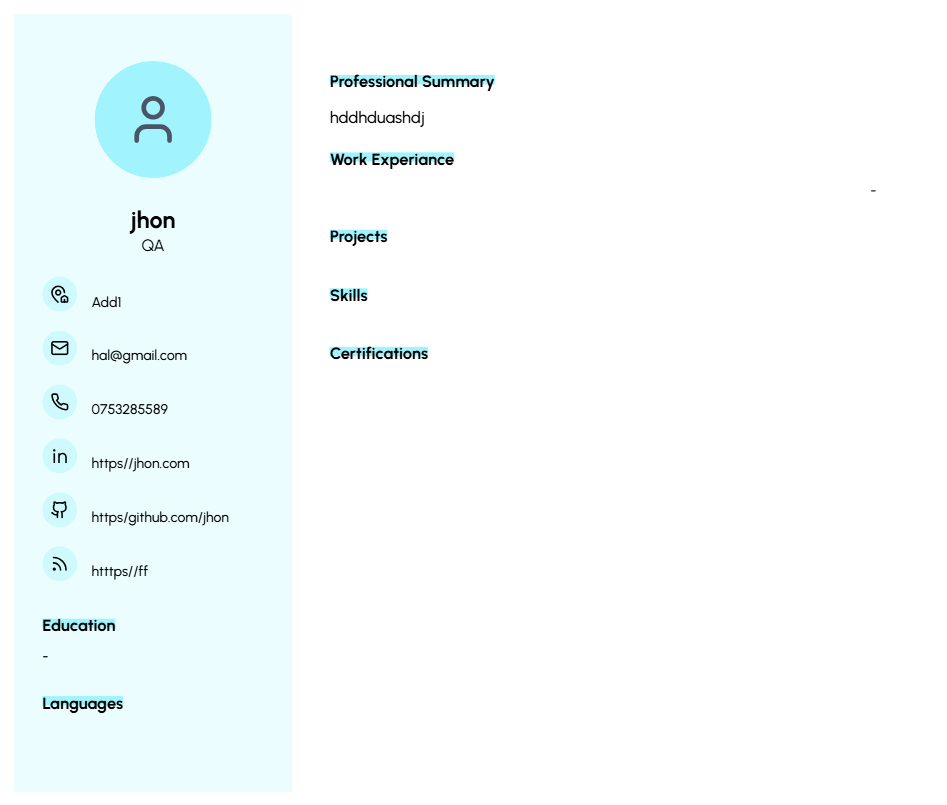 jhon
QA
Add1
hal@gmail.com
0753285589
in
https//jhon.com
https/github.com/jhon
htttps//ff
Education
-
Languages
Professional Summary
hddhduashdj
Work Experiance
-
Projects
Skills
Certifications